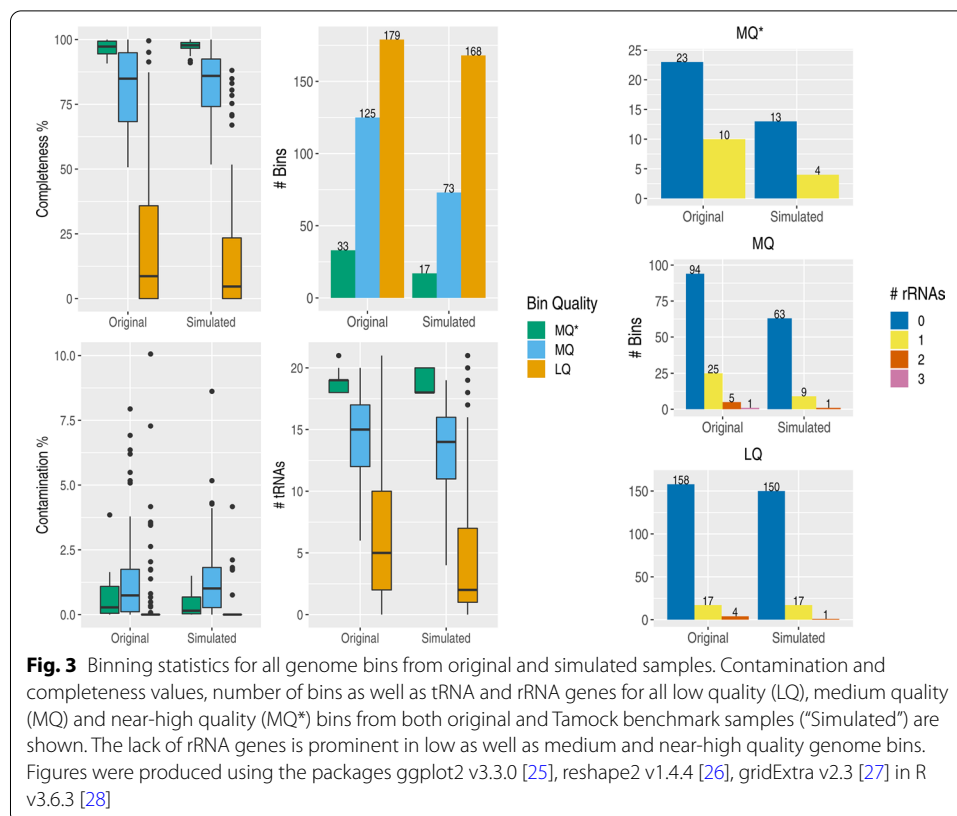 Completeness %
100
75
50
25
0
Original
Simulated
# Bins
150
100
50
0
33
125
179
17
73
168
Original
Simulated
Contamination %
10.0
7.5
5.0
2.5
0.0
Original
Simulated
# tRNAs
20
15
10
5
0
Original
Simulated
Bin Quality
MQ*
MQ
LQ
MQ*
25
20
15
10
5
0
23
10
13
4
Original
Simulated
MQ
# Bins
100
75
50
25
0
94
25
5
1
63
9
1
Original
Simulated
LQ
150
100
50
0
158
17
4
150
17
1
Original
Simulated
# rRNAs
0
1
2
3
Fig. 3 Binning statistics for all genome bins from original and simulated samples. Contamination and
completeness values, number of bins as well as tRNA and rRNA genes for all low quality (LQ), medium quality
(MQ) and near-high quality (MQ*) bins from both original and Tamock benchmark samples (“Simulated”) are
shown. The lack of rRNA genes is prominent in low as well as medium and near-high quality genome bins.
Figures were produced using the packages ggplot2 v3.3.0 [25], reshape2 v1.4.4 [26], gridExtra v2.3 [27] in R
v3.6.3 [28]